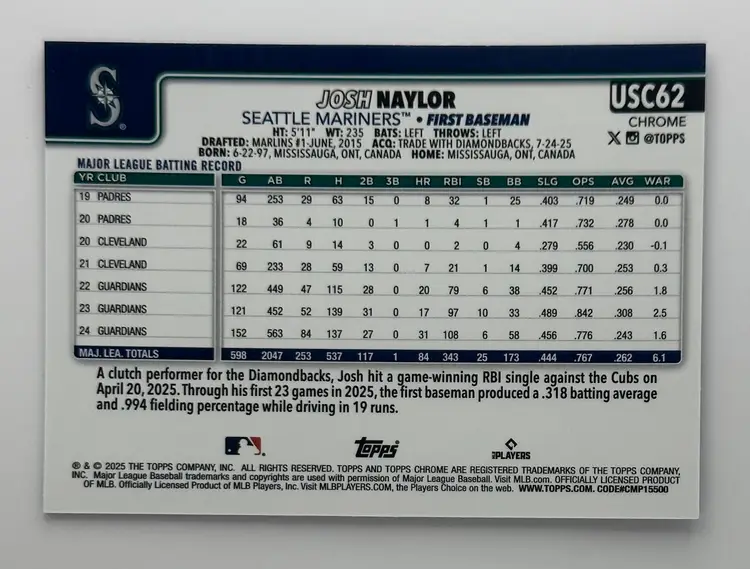 S
JOSH NAYLOR
USC62
SEATTLE MARINERS™ • FIRST BASEMAN
CHROME
HT: 5'11" WT: 235 BATS: LEFT THROWS: LEFT
@TOPPS
DRAFTED: MARLINS #1-JUNE, 2015 ACQ: TRADE WITH DIAMONDBACKS, 7-24-25
BORN: 6-22-97, MISSISSAUGA, ONT, CANADA HOME: MISSISSAUGA, ONT, CANADA
MAJOR LEAGUE BATTING RECORD
YR CLUB G AB R H 2B 3B HR RBI SB BB SLG OPS AVG WAR
19 PADRES 94 253 29 63 15 0 8 32 1 25 .403 .719 .249 0.0
20 PADRES 18 36 4 10 0 1 1 4 1 1 .417 .732 .278 0.0
20 CLEVELAND 22 61 9 14 3 0 0 2 0 4 .279 .556 .230 -0.1
21 CLEVELAND 69 233 28 59 13 0 7 21 1 14 .399 .700 .253 0.3
22 GUARDIANS 122 449 47 115 28 0 20 79 6 38 .452 .771 .256 1.8
23 GUARDIANS 121 452 52 139 31 0 17 97 10 33 .489 .842 .308 2.5
24 GUARDIANS 152 563 84 137 27 0 31 108 6 58 .456 .776 .243 1.6
MAJ. LEA. TOTALS 598 2047 253 537 117 1 84 343 25 173 .444 .767 .262 6.1
A clutch performer for the Diamondbacks, Josh hit a game-winning RBI single against the Cubs on
April 20, 2025. Through his first 23 games in 2025, the first baseman produced a .318 batting average
and .994 fielding percentage while driving in 19 runs.
Topps
PLAYERS
® & © 2025 THE TOPPS COMPANY, INC. ALL RIGHTS RESERVED. TOPPS AND TOPPS CHROME ARE REGISTERED TRADEMARKS OF THE TOPPS COMPANY,
INC. Major League Baseball trademarks and copyrights are used with permission of Major League Baseball. Visit MLB.com. OFFICIALLY LICENSED PRODUCT
OF MLB. Officially Licensed Product of MLB Players, Inc. Visit MLBPLAYERS.COM, the Players Choice on the web. WWW.TOPPS.COM. CODE#CMP15500